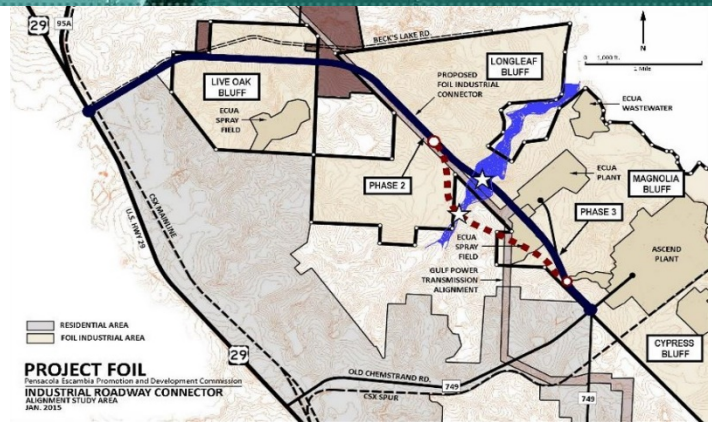 29
95A
BECK'S LAKE RD.
N
0
1,000 ft.
1 Mile
LONGLEAF
BLUFF
LIVE OAK
BLUFF
PROPOSED
FOIL INDUSTRIAL
CONNECTOR
ECUA
WASTEWATER
ECUA
SPRAY
FIELD
ECUA
PLANT
MAGNOLIA
BLUFF
PHASE 2
PHASE 3
CSX MAINLINE
U.S. HWY 29
ECUA
SPRAY
FIELD
ASCEND
PLANT
GULF POWER
TRANSMISSION
ALIGNMENT
RESIDENTIAL AREA
FOIL INDUSTRIAL AREA
CYPRESS
BLUFF
29
PROJECT FOIL
Pensacola Escambia Promotion and Development Commission
INDUSTRIAL ROADWAY CONNECTOR
ALIGNMENT STUDY AREA
JAN. 2015
OLD CHEMSTRAND RD.
749
CSX SPUR
749